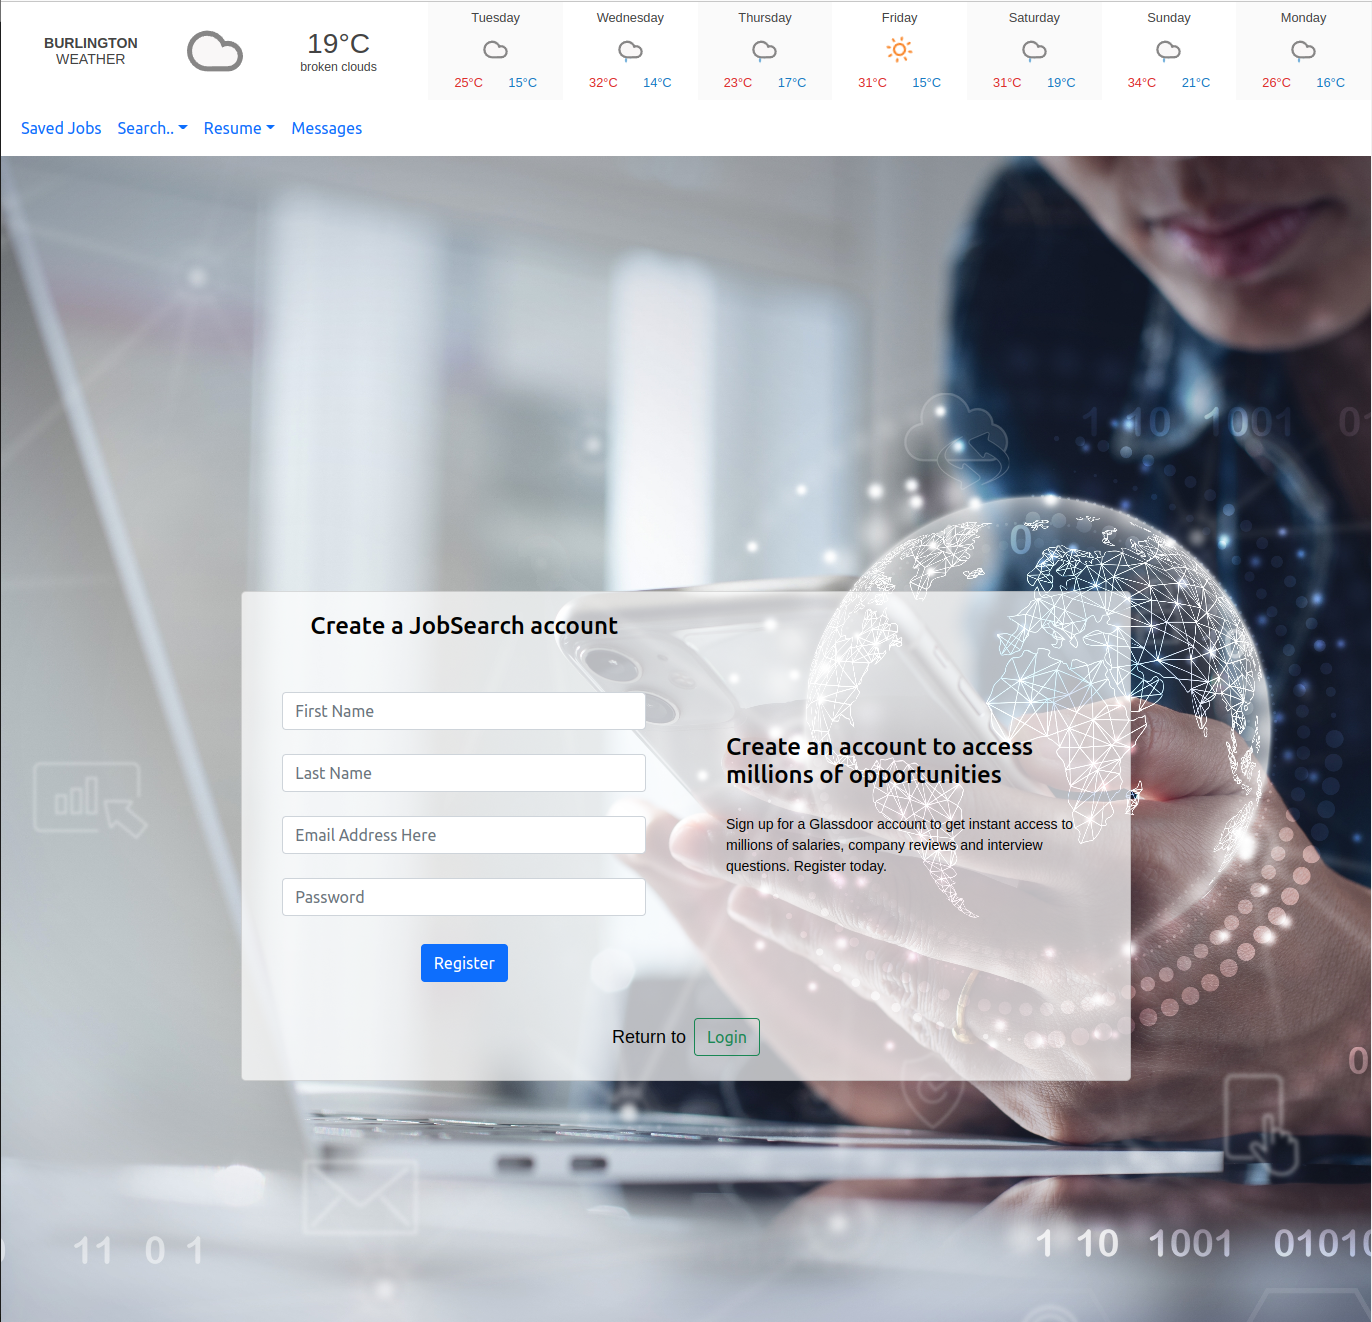 BURLINGTON
WEATHER
19°C
broken clouds
Tuesday
25°C 15°C
Wednesday
32°C 14°C
Thursday
23°C 17°C
Friday
31°C 15°C
Saturday
31°C 19°C
Sunday
34°C 21°C
Monday
26°C 16°C
Saved Jobs Search.. Resume Messages
1 10 1001 01
0
Create a JobSearch account
First Name
Last Name
Email Address Here
Password
Register
Create an account to access
millions of opportunities
Sign up for a Glassdoor account to get instant access to
millions of salaries, company reviews and interview
questions. Register today.
Return to Login
0
11 0 1
1 10 1001 01010